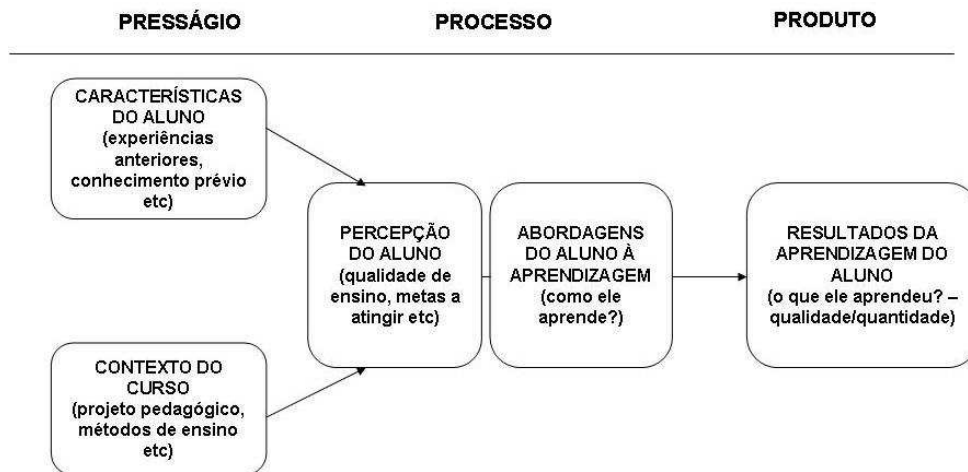 PRESSÁGIO
PROCESSO
PRODUTO
CARACTERÍSTICAS
DO ALUNO
(experiências
anteriores,
conhecimento prévio
etc)
PERCEPÇÃO
DO ALUNO
(qualidade de
ensino, metas a
atingir etc)
ABORDAGENS
DO ALUNO À
APRENDIZAGEM
(como ele
aprende?)
RESULTADOS DA
APRENDIZAGEM DO
ALUNO
(o que ele aprendeu? –
qualidade/quantidade)
CONTEXTO DO
CURSO
(projeto pedagógico,
métodos de ensino
etc)